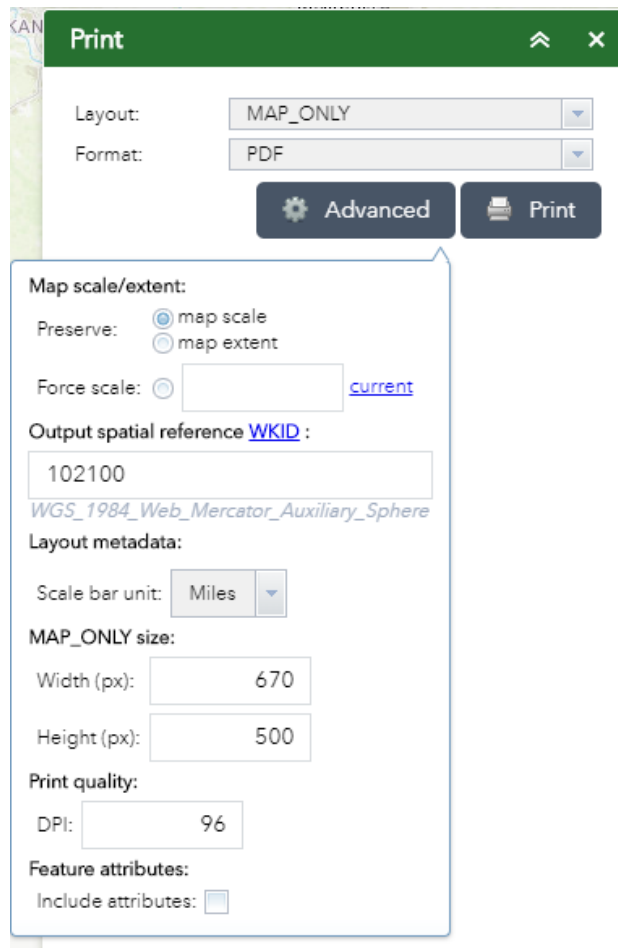 KAN
Print
Layout: MAP_ONLY
Format: PDF
Advanced Print
Map scale/extent:
Preserve: map scale
map extent
Force scale: current
Output spatial reference WKID :
102100
WGS_1984_Web_Mercator_Auxiliary_Sphere
Layout metadata:
Scale bar unit: Miles
MAP_ONLY size:
Width (px): 670
Height (px): 500
Print quality:
DPI: 96
Feature attributes:
Include attributes: